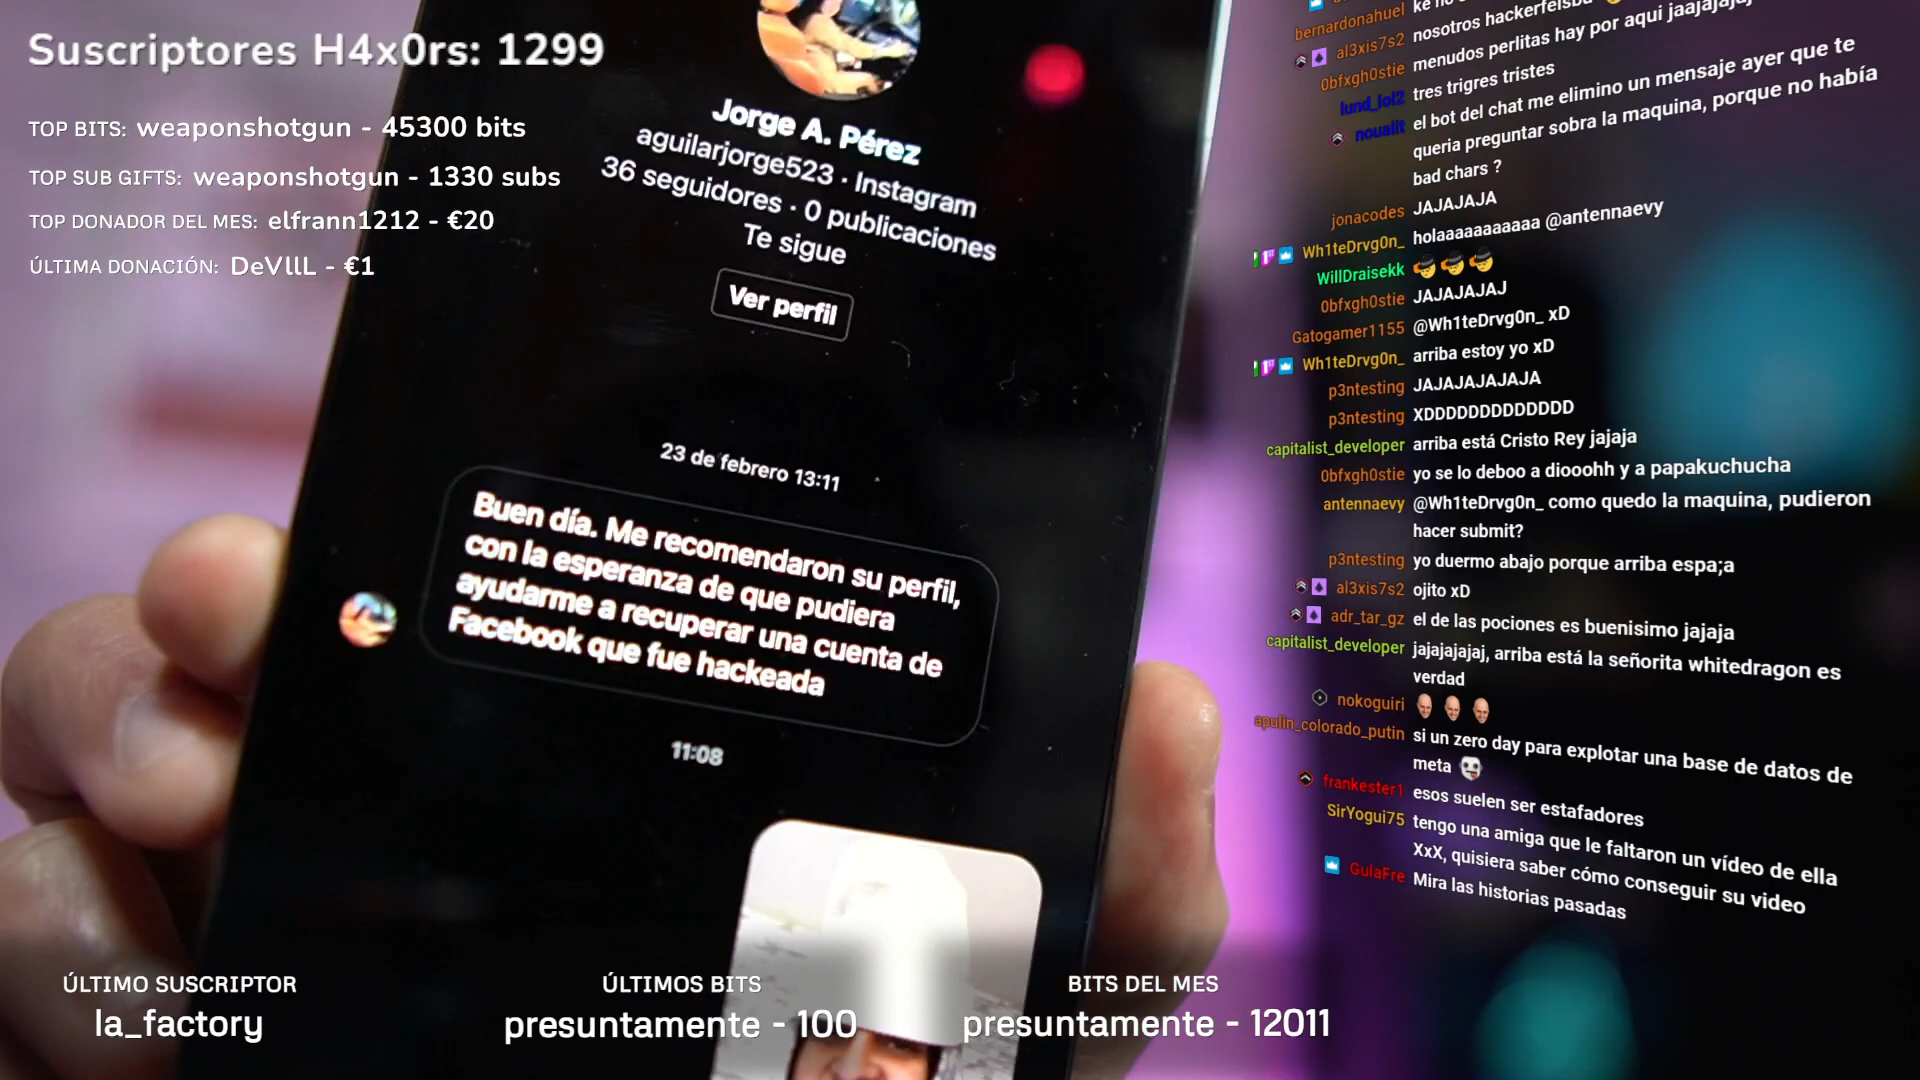 Suscriptores H4x0rs: 1299
TOP BITS: weaponshotgun - 45300 bits
TOP SUB GIFTS: weaponshotgun - 1330 subs
TOP DONADOR DEL MES: elfrann1212 - €20
ÚLTIMA DONACIÓN: DeVllL - €1
Jorge A. Pérez
aguilarjorge523 · Instagram
36 seguidores · 0 publicaciones
Te sigue
Ver perfil
23 de febrero 13:11
Buen día. Me recomendaron su perfil,
con la esperanza de que pudiera
ayudarme a recuperar una cuenta de
Facebook que fue hackeada
11:08
bernardonahuel
nosotros
al3xis7s2 menudos perlitas hay por aqui
0bfxgh0stie tres trigres tristes
lund_lol2 el bot del chat me elimino un mensaje ayer que te
noualit queria preguntar sobra la maquina, porque no había
bad chars ?
jonacodes JAJAJAJA
Wh1teDrvg0n_ holaaaaaaaaaaa @antennaevy
WillDraisekk
0bfxgh0stie JAJAJAJAJ
Gatogamer1155 @Wh1teDrvg0n_ xD
Wh1teDrvg0n_ arriba estoy yo xD
p3ntesting JAJAJAJAJAJA
p3ntesting XDDDDDDDDDDDDD
capitalist_developer arriba está Cristo Rey jajaja
0bfxgh0stie yo se lo deboo a diooohh y a papakuchucha
antennaevy @Wh1teDrvg0n_ como quedo la maquina, pudieron
hacer submit?
p3ntesting yo duermo abajo porque arriba espa;a
al3xis7s2 ojito xD
adr_tar_gz el de las pociones es buenisimo jajaja
capitalist_developer jajajajajaj, arriba está la señorita whitedragon es
verdad
nokoguiri
apulin_colorado_putin si un zero day para explotar una base de datos de
meta
frankester1 esos suelen ser estafadores
SirYogui75 tengo una amiga que le faltaron un vídeo de ella
XxX, quisiera saber cómo conseguir su video
GulaFre Mira las historias pasadas
ÚLTIMO SUSCRIPTOR
la_factory
ÚLTIMOS BITS
presuntamente - 100
BITS DEL MES
presuntamente - 12011